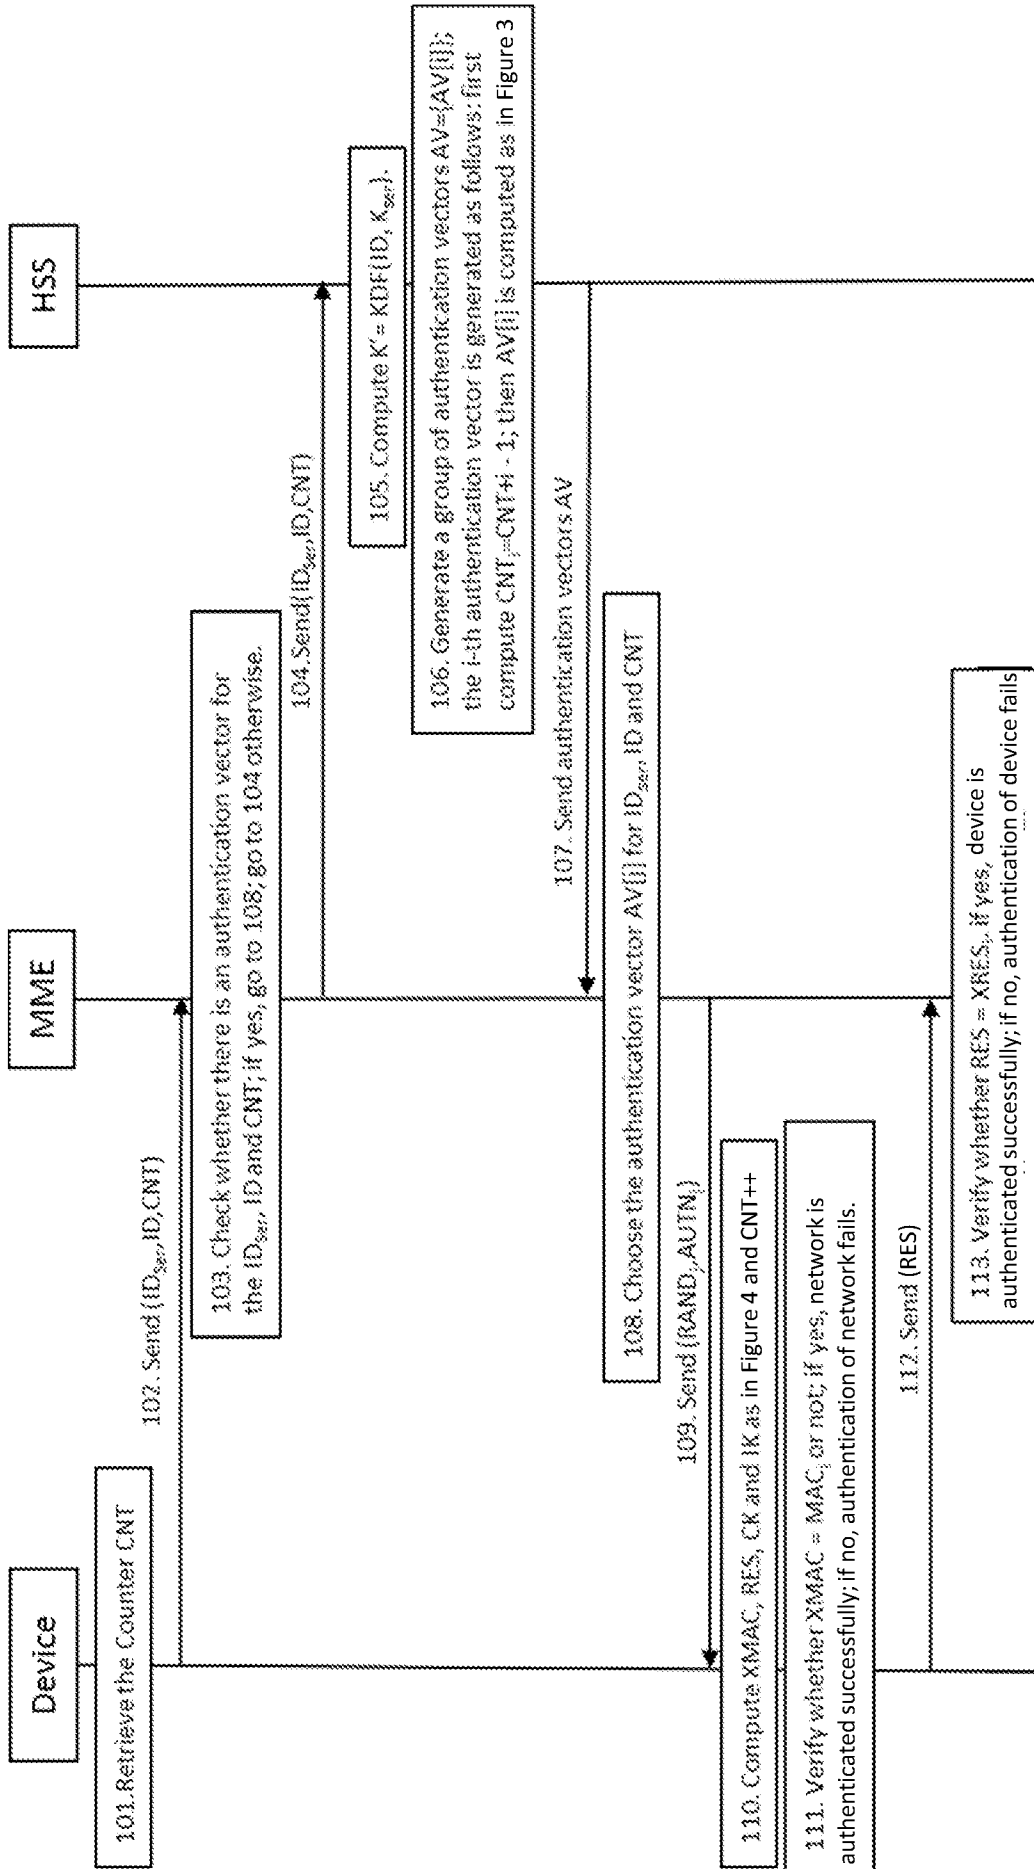 Device
MME
HSS
101.Retrieve the Counter CNT
102. Send (ID_Ser, ID,CNT)
103. Check whether there is an authentication vector for
the ID_Ser, ID and CNT; if yes, go to 108; go to 104 otherwise.
104.Send(ID_Ser, ID,CNT)
105. Compute K'= KDF(ID, K_Ser).
106. Generate a group of authentication vectors AV={AV[i]};
the i-th authentication vector is generated as follows: first
compute CNT_i=CNT+i - 1; then AV[i] is computed as in Figure 3
107. Send authentication vectors AV
108. Choose the authentication vector AV[j] for ID_Ser, ID and CNT
109. Send (RAND_j,AUTN_j)
110. Compute XMAC, RES, CK and IK as in Figure 4 and CNT++
111. Verify whether XMAC = MAC_j or not; if yes, network is
authenticated successfully; if no, authentication of network fails.
112. Send (RES)
113. Verify whether RES = XRES_j, if yes, device is
authenticated successfully; if no, authentication of device fails